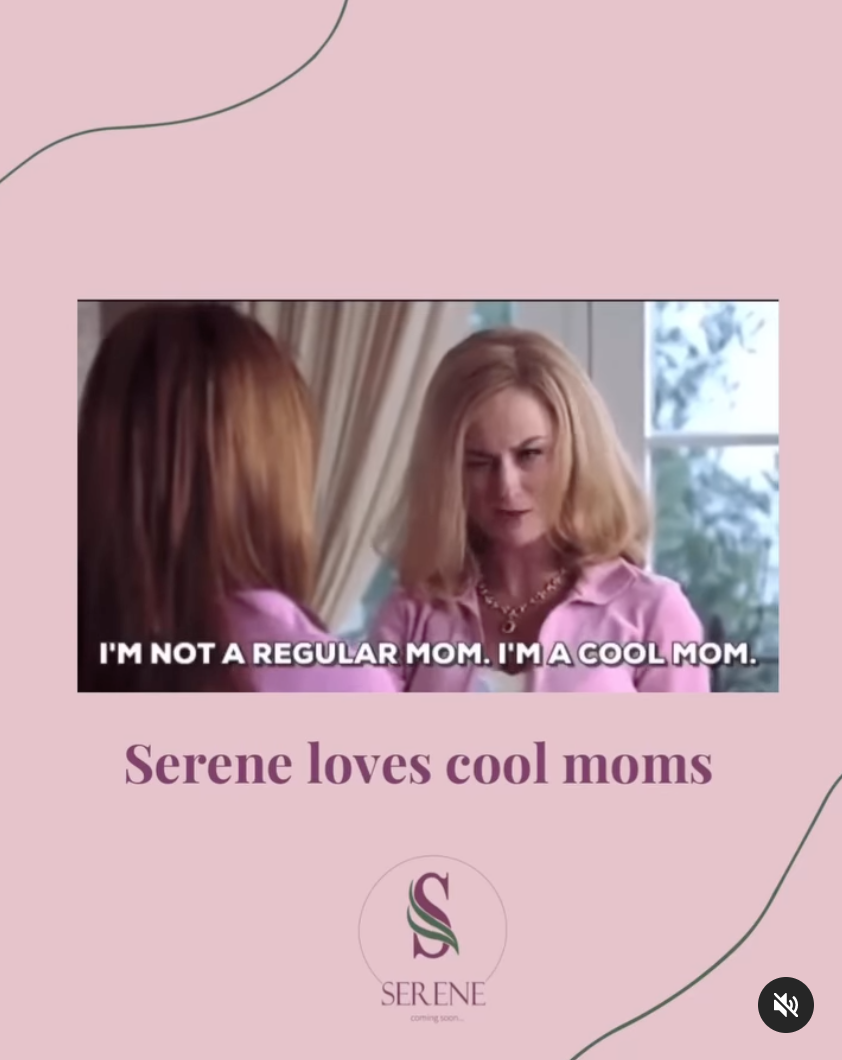 I'M NOT A REGULAR MOM. I'M A COOL MOM.
Serene loves cool moms
S
SERENE
coming soon...